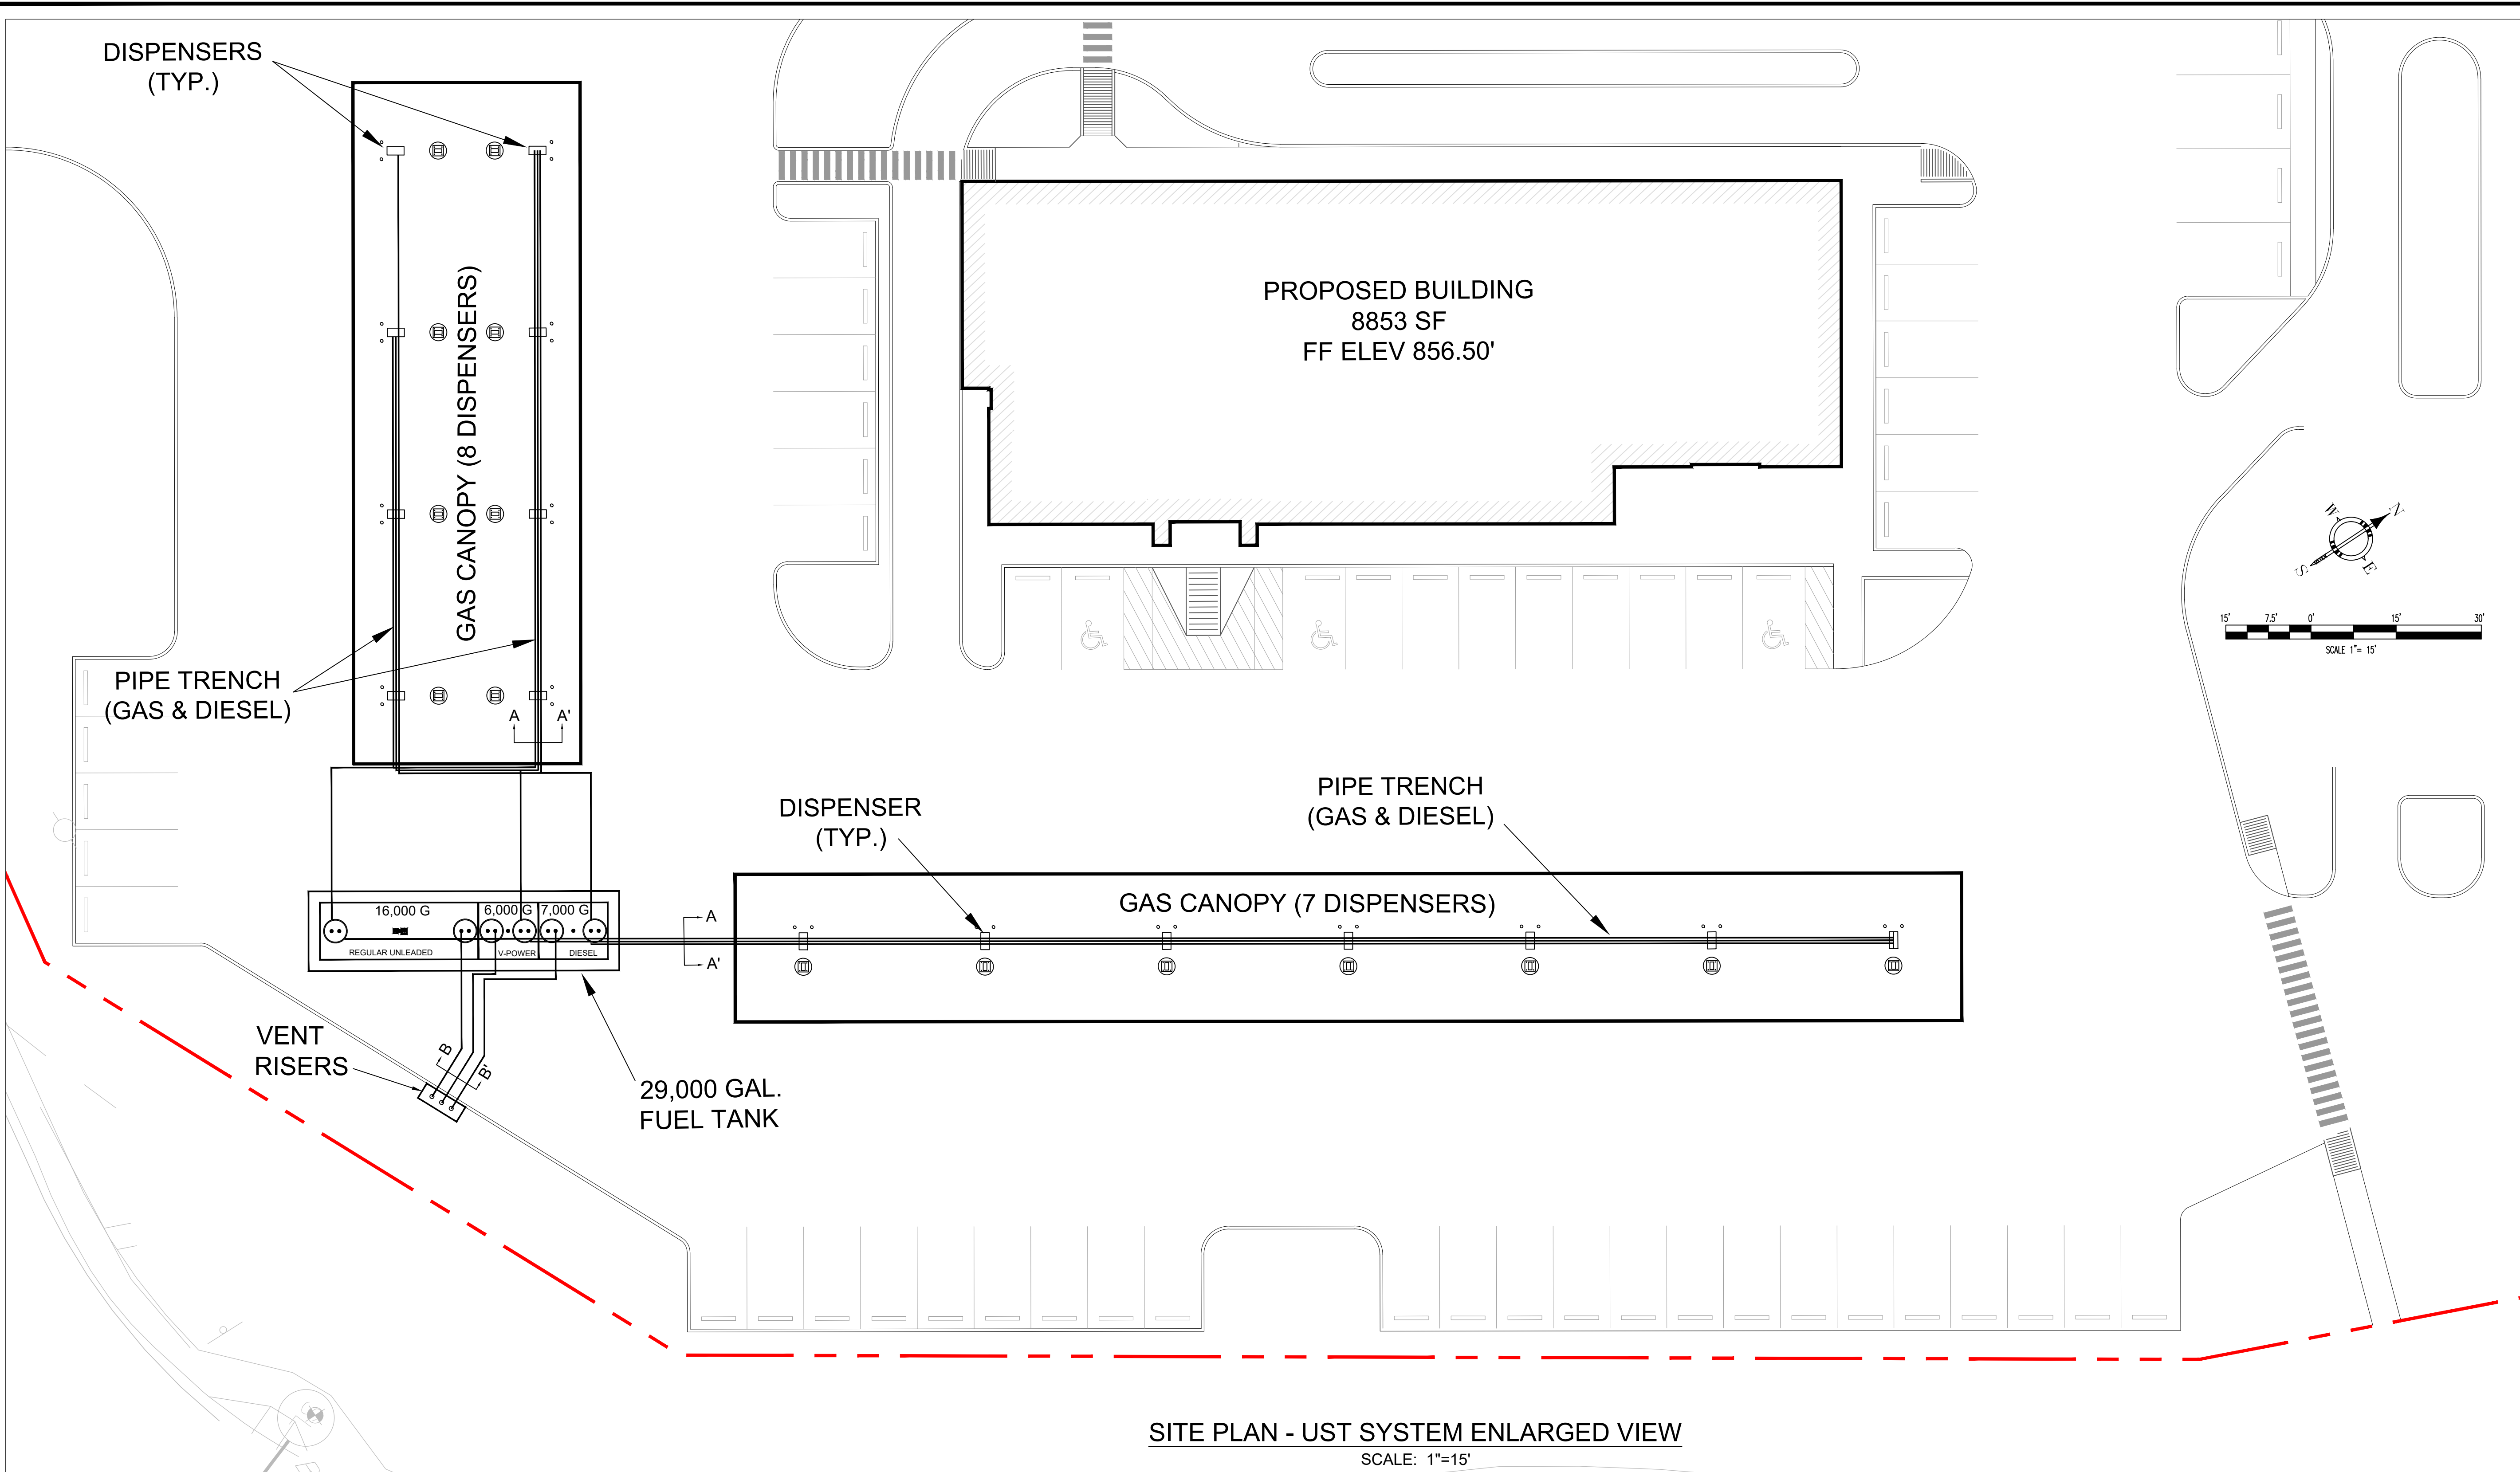 DISPENSERS
(TYP.)
GAS CANOPY (8 DISPENSERS)
PROPOSED BUILDING
8853 SF
FF ELEV 856.50'
W
N
S
E
15'
7.5'
0'
15'
30'
SCALE 1"= 15'
PIPE TRENCH
(GAS & DIESEL)
A
A'
DISPENSER
(TYP.)
PIPE TRENCH
(GAS & DIESEL)
GAS CANOPY (7 DISPENSERS)
16,000 G
6,000 G
7,000 G
REGULAR UNLEADED
V-POWER
DIESEL
A
A'
VENT
RISERS
B
B'
29,000 GAL.
FUEL TANK
SITE PLAN - UST SYSTEM ENLARGED VIEW
SCALE: 1"=15'